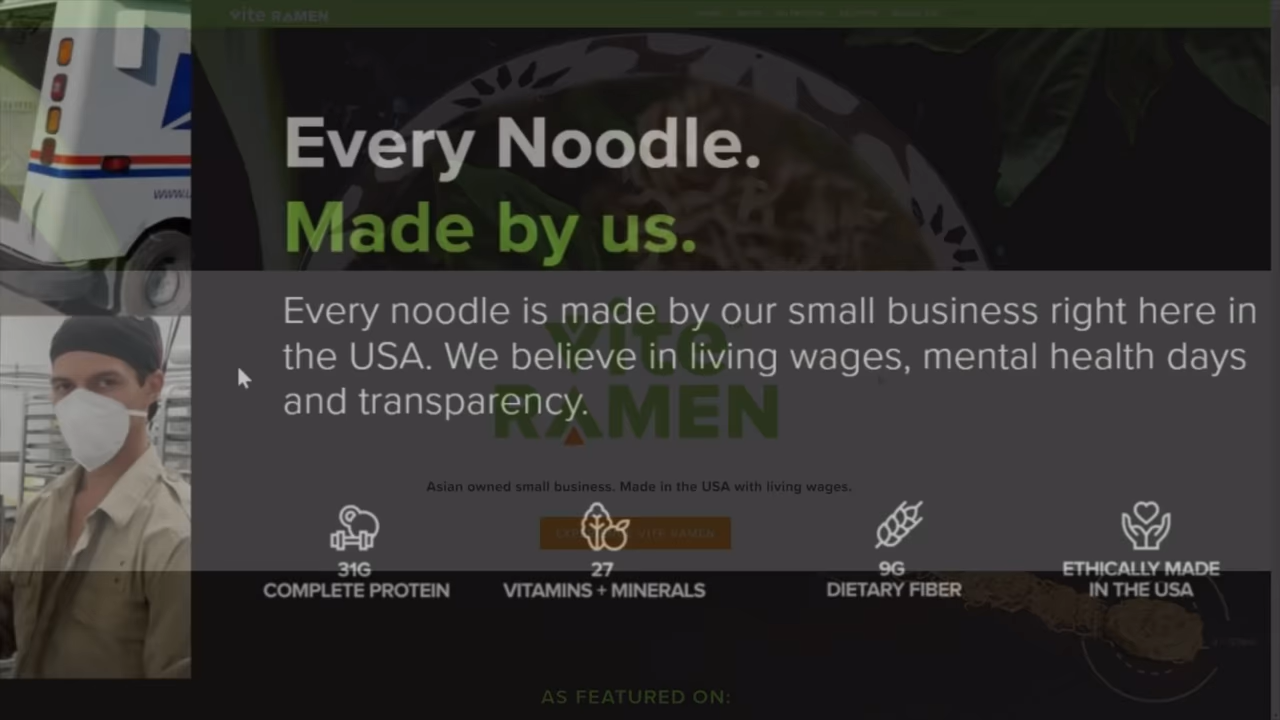 vite RAMEN
Every Noodle.
Made by us.
Every noodle is made by our small business right here in
the USA. We believe in living wages, mental health days
and transparency.
vite
RAMEN
Asian owned small business. Made in the USA with living wages.
VITE RAMEN
31G
COMPLETE PROTEIN
27
VITAMINS + MINERALS
9G
DIETARY FIBER
ETHICALLY MADE
IN THE USA
AS FEATURED ON: